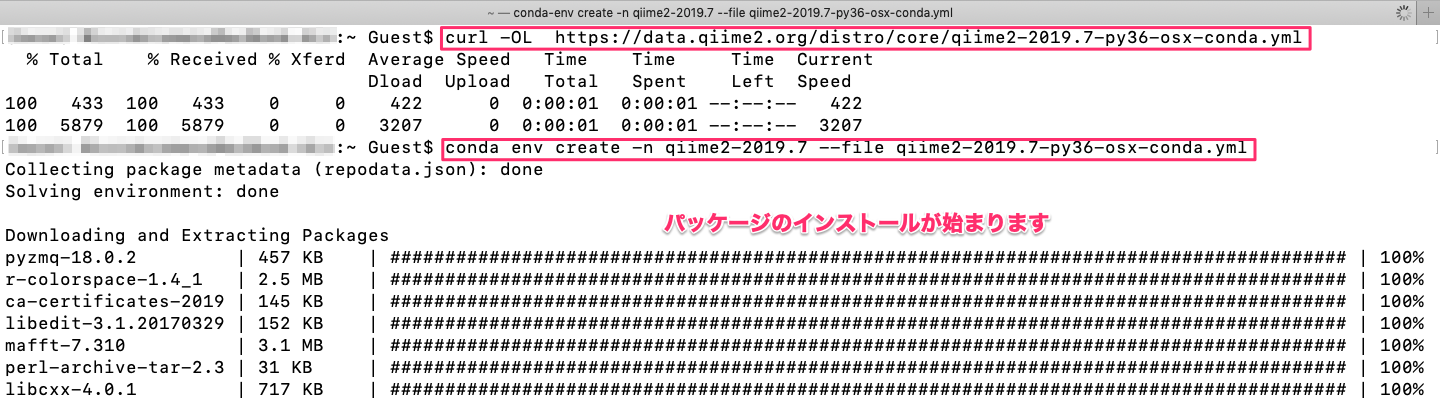 ~ — conda-env create -n qiime2-2019.7 --file qiime2-2019.7-py36-osx-conda.yml
:~ Guest$ curl -OL  https://data.qiime2.org/distro/core/qiime2-2019.7-py36-osx-conda.yml
  % Total    % Received % Xferd  Average Speed   Time    Time     Time  Current
                                 Dload  Upload   Total   Spent    Left  Speed
100   433  100   433    0     0    422      0  0:00:01  0:00:01 --:--:--   422
100  5879  100  5879    0     0   3207      0  0:00:01  0:00:01 --:--:--  3207
:~ Guest$ conda env create -n qiime2-2019.7 --file qiime2-2019.7-py36-osx-conda.yml
Collecting package metadata (repodata.json): done
Solving environment: done
パッケージのインストールが始まります
Downloading and Extracting Packages
pyzmq-18.0.2         | 457 KB    | ####################################################################################### | 100%
r-colorspace-1.4_1   | 2.5 MB    | ####################################################################################### | 100%
ca-certificates-2019 | 145 KB    | ####################################################################################### | 100%
libedit-3.1.20170329 | 152 KB    | ####################################################################################### | 100%
mafft-7.310          | 3.1 MB    | ####################################################################################### | 100%
perl-archive-tar-2.3 | 31 KB     | ####################################################################################### | 100%
libcxx-4.0.1         | 717 KB    | ####################################################################################### | 100%